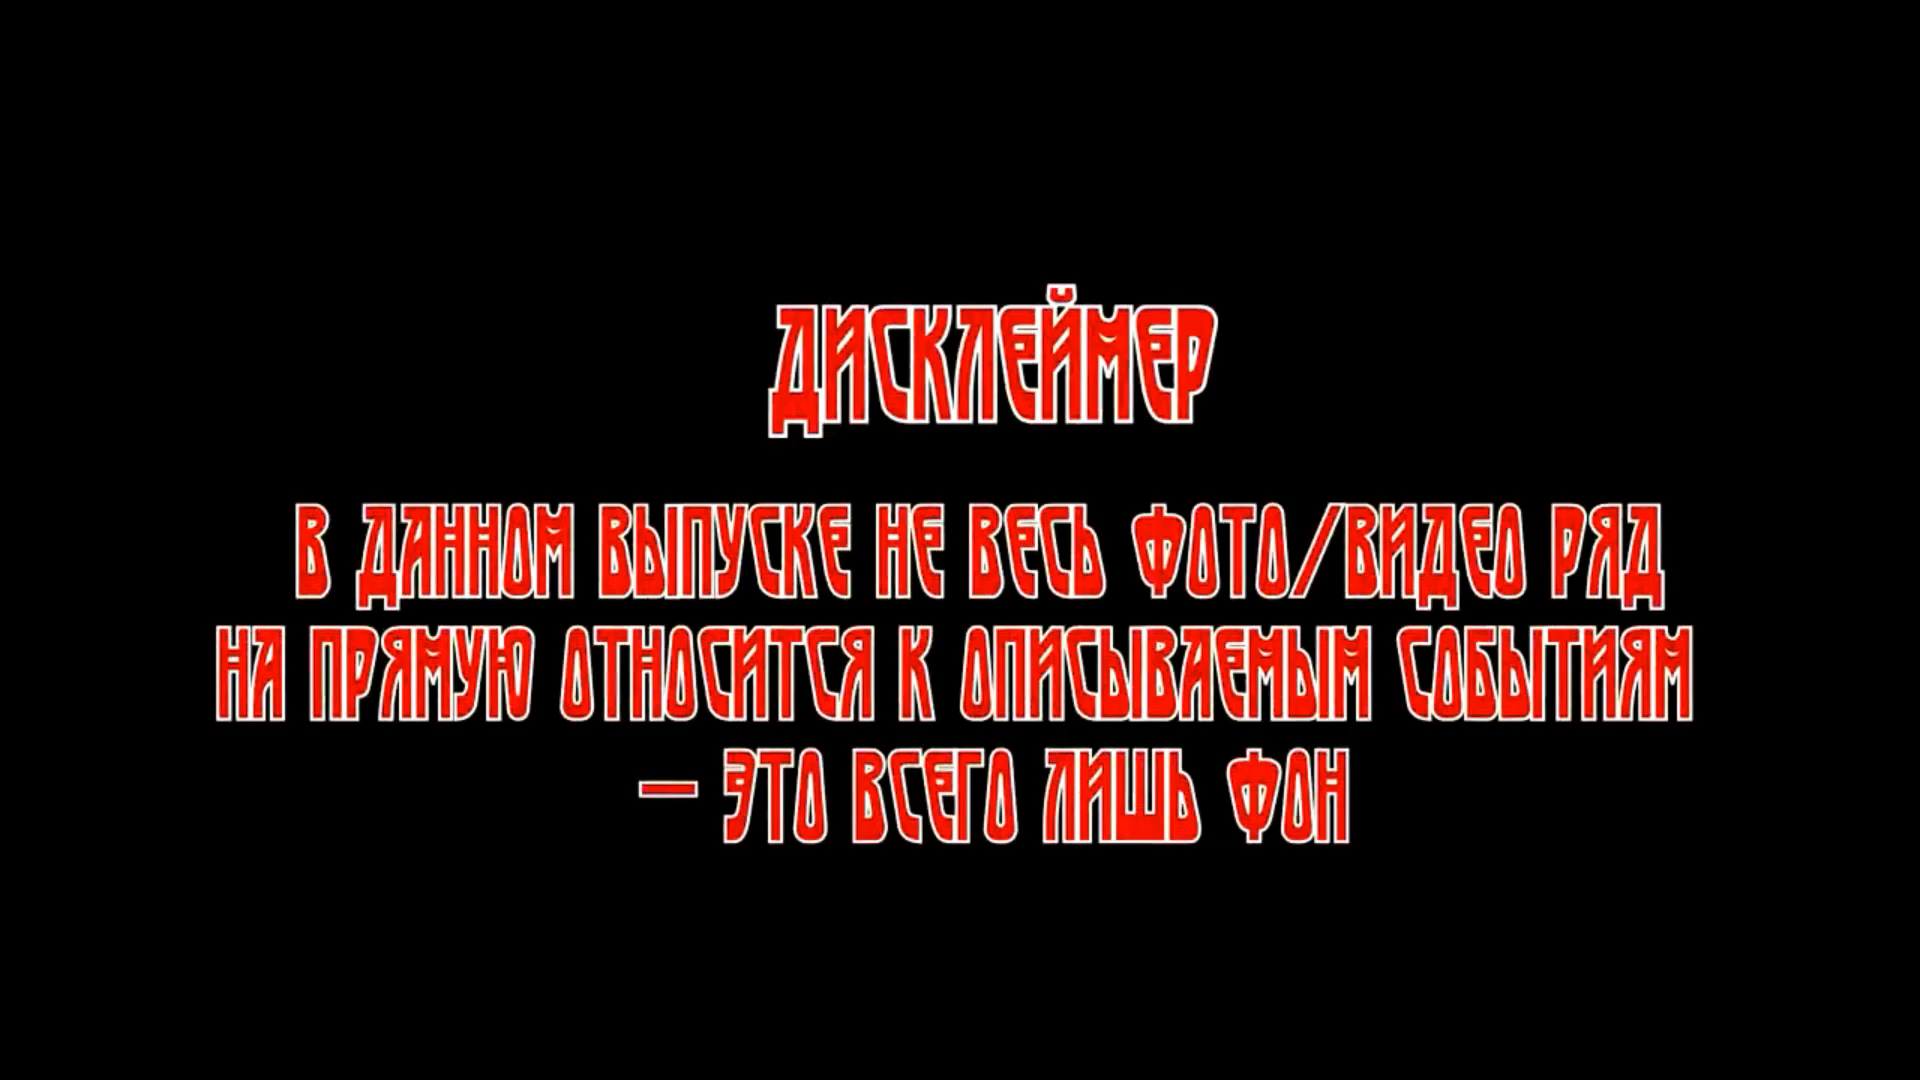 ДИСКЛЕЙМЕР
В ДАННОМ ВЫПУСКЕ НЕ ВЕСЬ ФОТО/ВИДЕО РЯД
НА ПРЯМУЮ ОТНОСИТСЯ К ОПИСЫВАЕМЫМ СОБЫТИЯМ
— ЭТО ВСЕГО ЛИШЬ ФОН